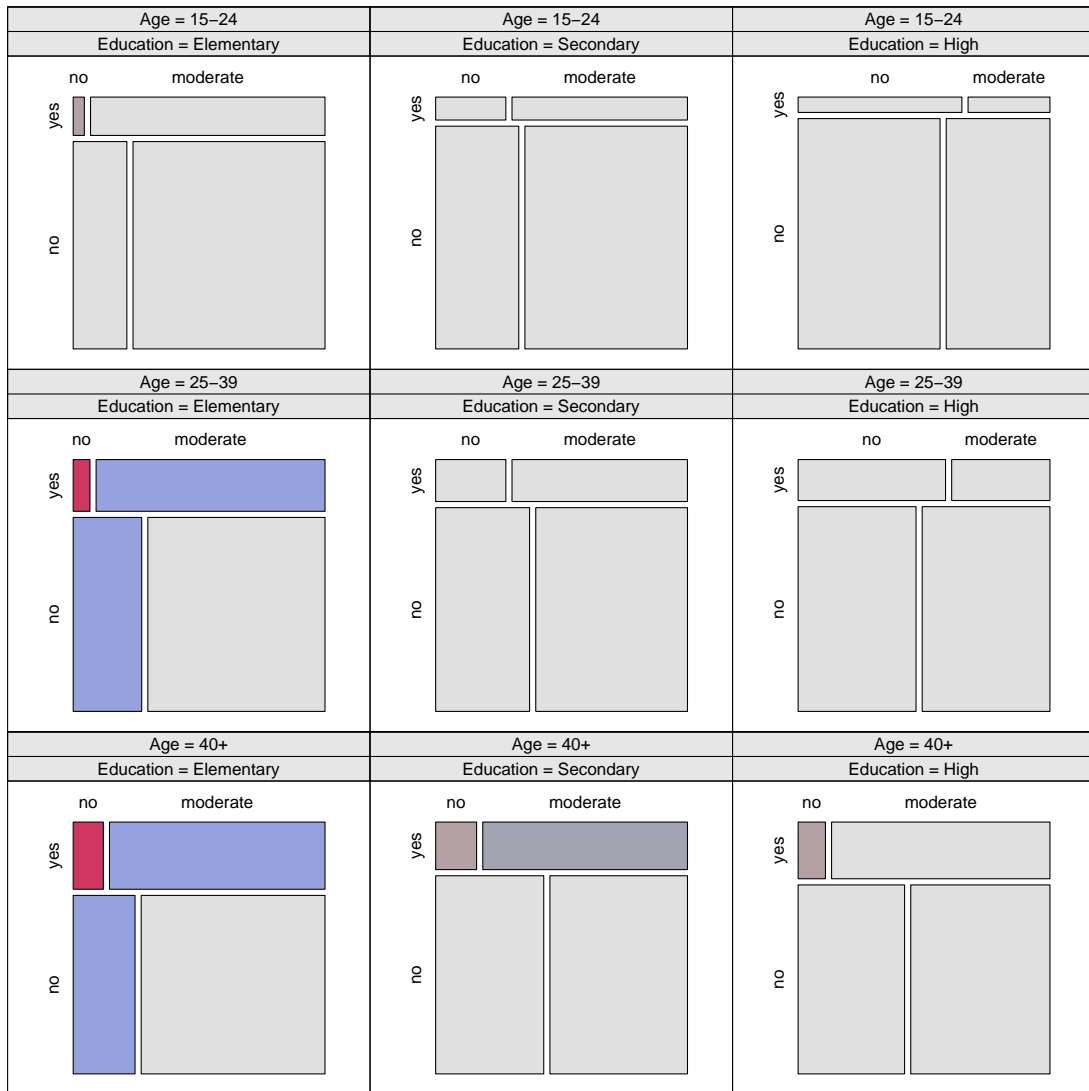 Age = 15−24
Education = Elementary
no moderate
yes
no
Age = 15−24
Education = Secondary
no moderate
yes
no
Age = 15−24
Education = High
no moderate
yes
no
Age = 25−39
Education = Elementary
no moderate
yes
no
Age = 25−39
Education = Secondary
no moderate
yes
no
Age = 25−39
Education = High
no moderate
yes
no
Age = 40+
Education = Elementary
no moderate
yes
no
Age = 40+
Education = Secondary
no moderate
yes
no
Age = 40+
Education = High
no moderate
yes
no